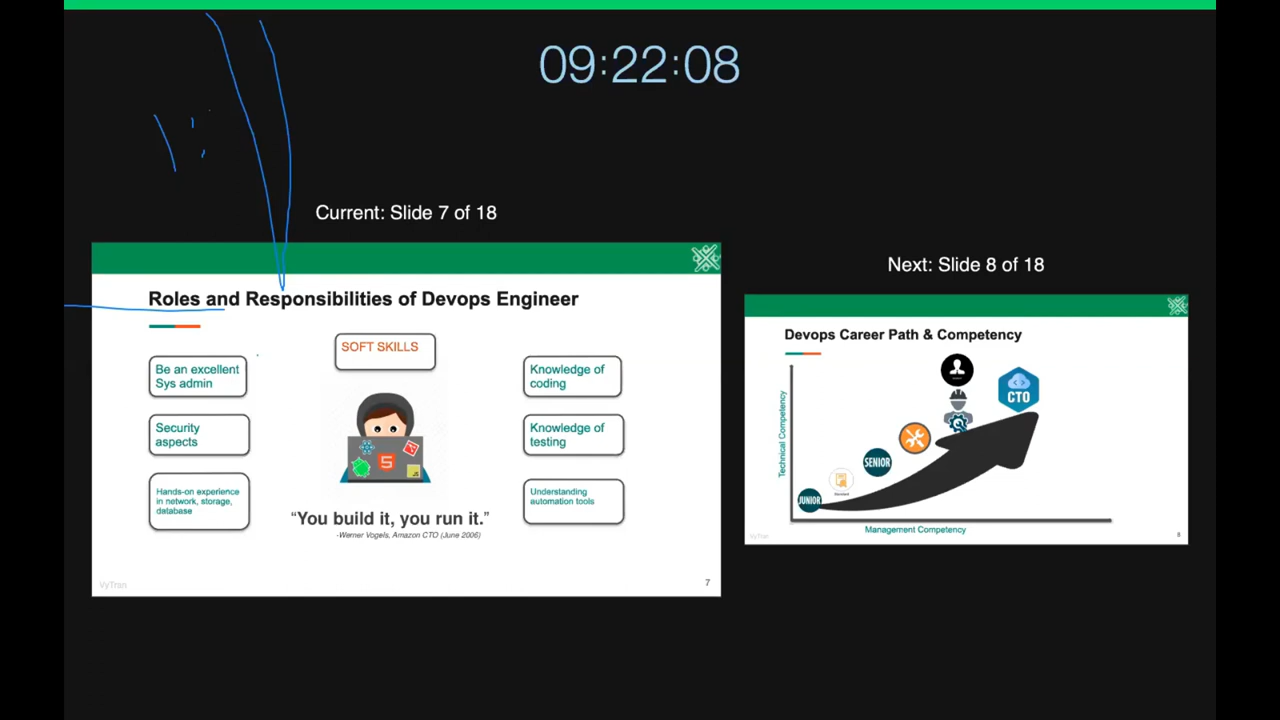 09:22:08
Current: Slide 7 of 18
Roles and Responsibilities of Devops Engineer
SOFT SKILLS
Be an excellent
Sys admin
Security
aspects
Hands-on experience
in network, storage,
database
Knowledge of
coding
Knowledge of
testing
Understanding
automation tools
“You build it, you run it.”
-Werner Vogels, Amazon CTO (June 2006)
VyTran
7
Next: Slide 8 of 18
Devops Career Path & Competency
Technical Competency
JUNIOR
SENIOR
CTO
Management Competency
VyTran
8